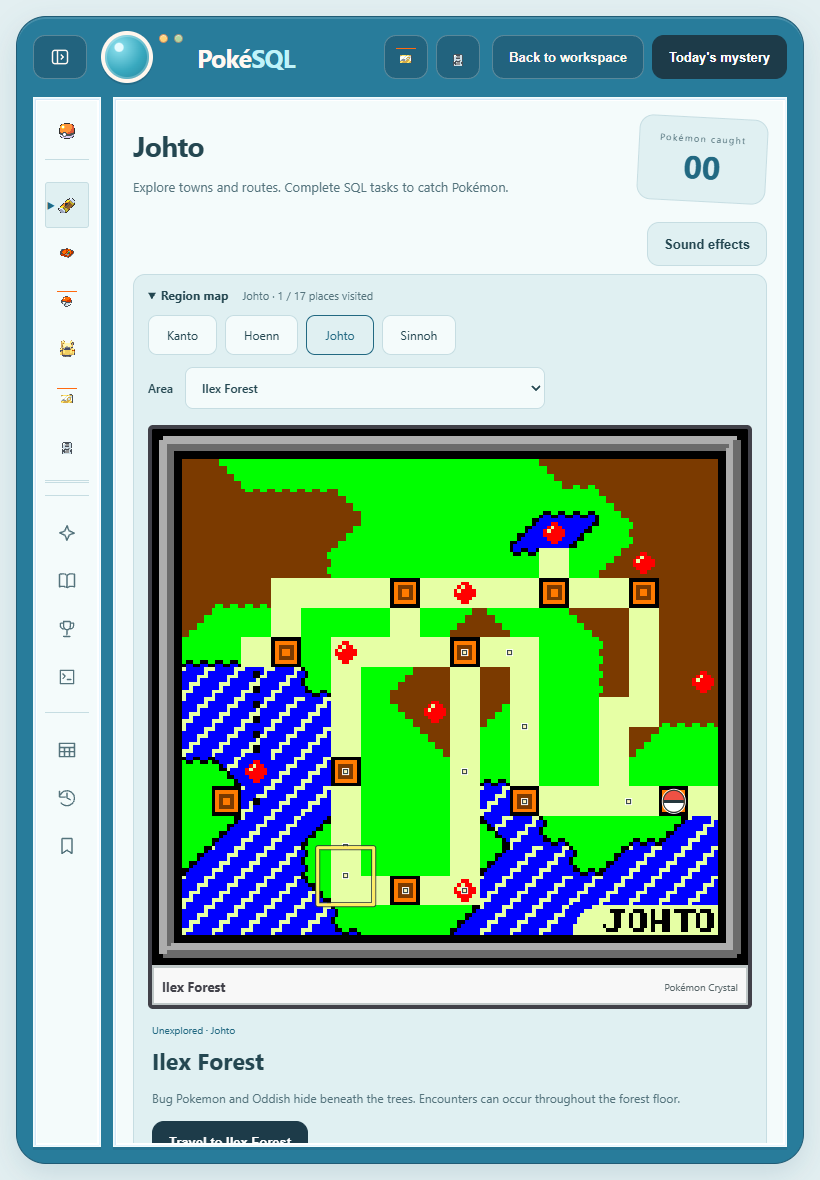 PokéSQL
Back to workspace
Today's mystery
Johto
Explore towns and routes. Complete SQL tasks to catch Pokémon.
Pokémon caught
00
Sound effects
▼ Region map Johto · 1 / 17 places visited
Kanto Hoenn Johto Sinnoh
Area Ilex Forest
JOHTO
Ilex Forest Pokémon Crystal
Unexplored · Johto
Ilex Forest
Bug Pokemon and Oddish hide beneath the trees. Encounters can occur throughout the forest floor.
Travel to Ilex Forest